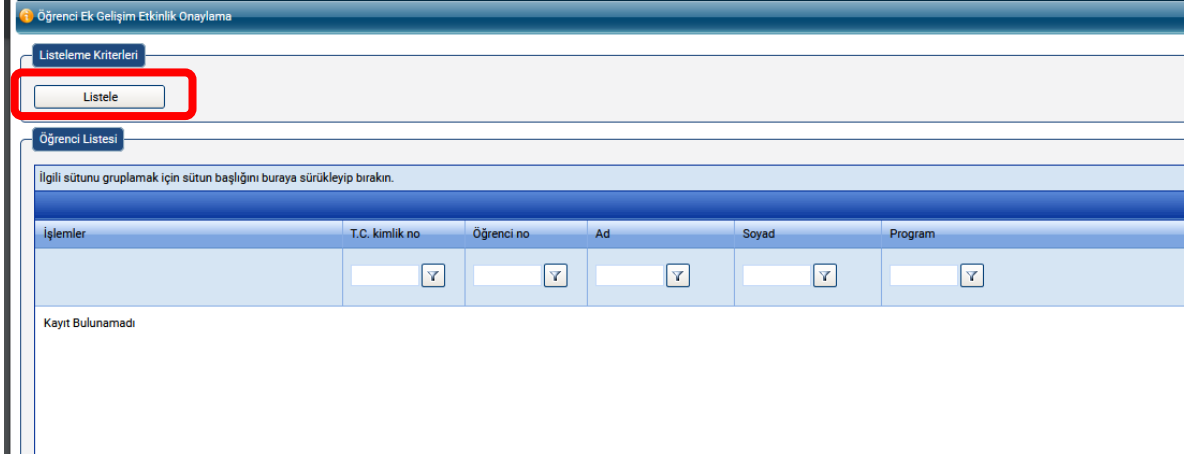 Öğrenci Ek Gelişim Etkinlik Onaylama
Listeleme Kriterleri
Listele
Öğrenci Listesi
İlgili sütunu gruplamak için sütun başlığını buraya sürükleyip bırakın.
İşlemler T.C. kimlik no Öğrenci no Ad Soyad Program
Kayıt Bulunamadı